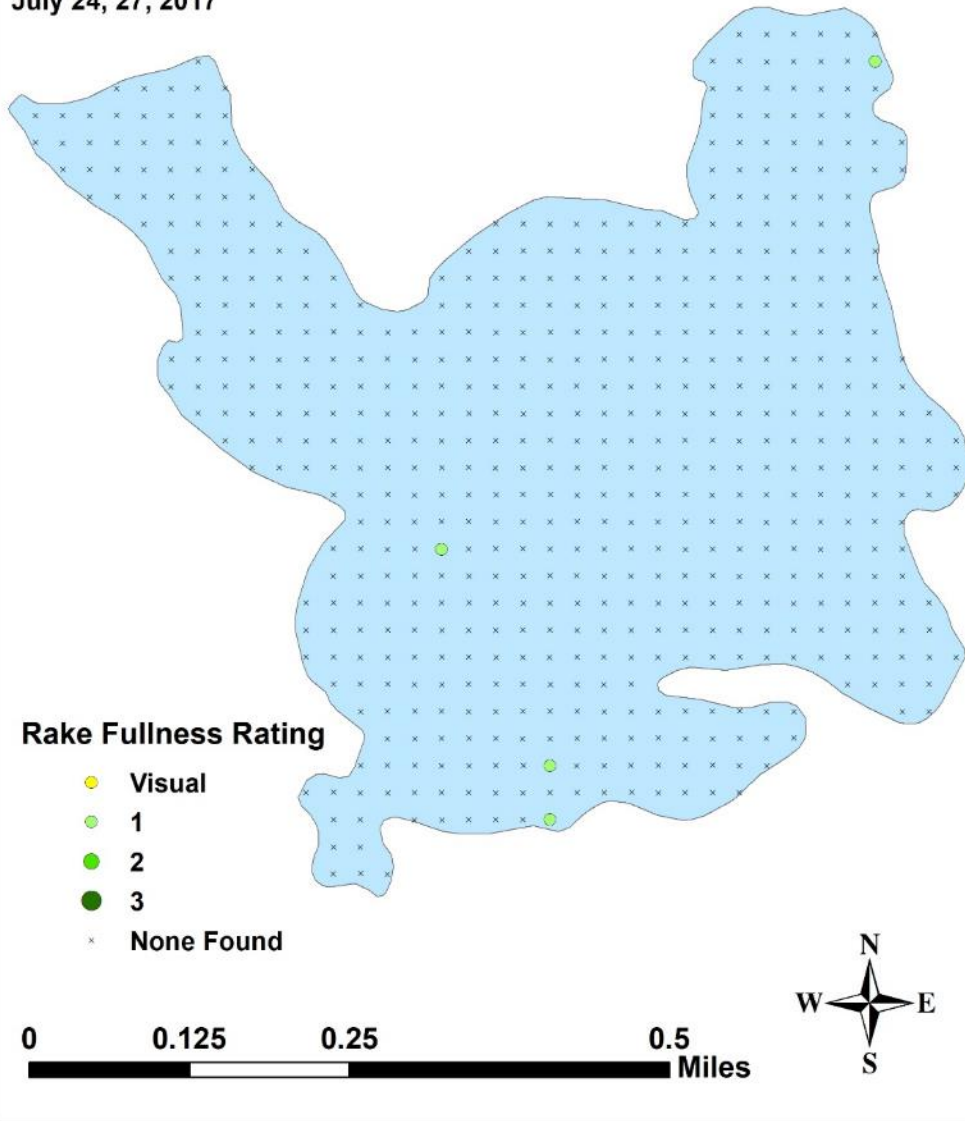 July 24, 27, 2017
Rake Fullness Rating
Visual
1
2
3
None Found
N
W E
S
0 0.125 0.25 0.5
Miles